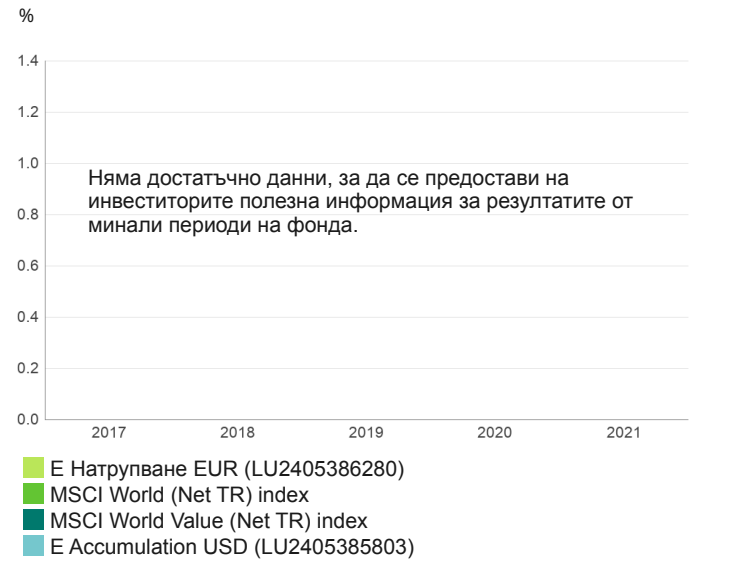 %
1.4
1.2
1.0
Няма достатъчно данни, за да се предостави на
инвеститорите полезна информация за резултатите от
0.8
минали периоди на фонда.
0.6
0.4
0.2
0.0
2017 2018 2019 2020 2021
Е Натрупване EUR (LU2405386280)
MSCI World (Net TR) index
MSCI World Value (Net TR) index
E Accumulation USD (LU2405385803)